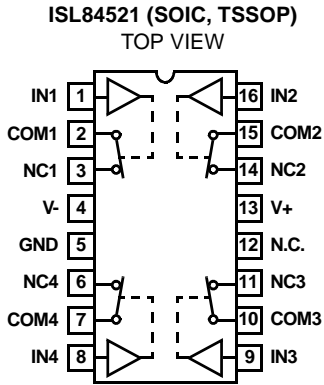 ISL84521 (SOIC, TSSOP)
TOP VIEW
IN1 1 16 IN2
COM1 2 15 COM2
NC1 3 14 NC2
V- 4 13 V+
GND 5 12 N.C.
NC4 6 11 NC3
COM4 7 10 COM3
IN4 8 9 IN3